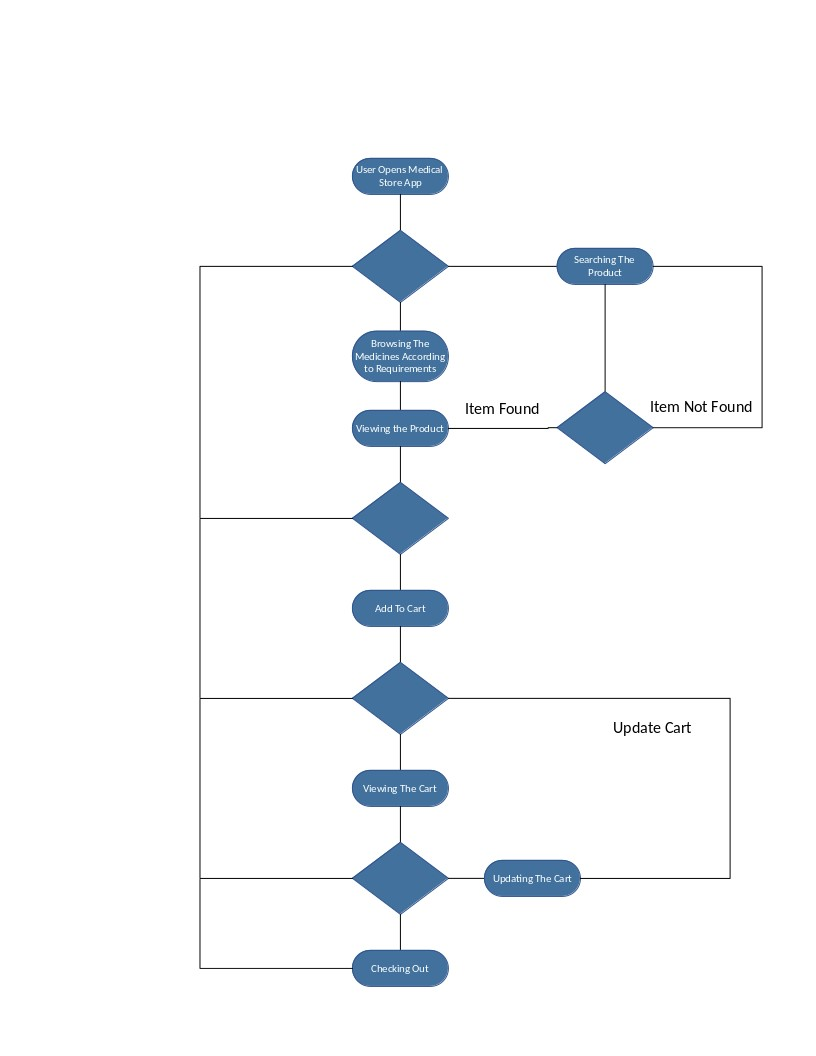 User Opens Medical
Store App
Searching The
Product
Browsing The
Medicines According
to Requirements
Item Found
Item Not Found
Viewing the Product
Add To Cart
Update Cart
Viewing The Cart
Updating The Cart
Checking Out